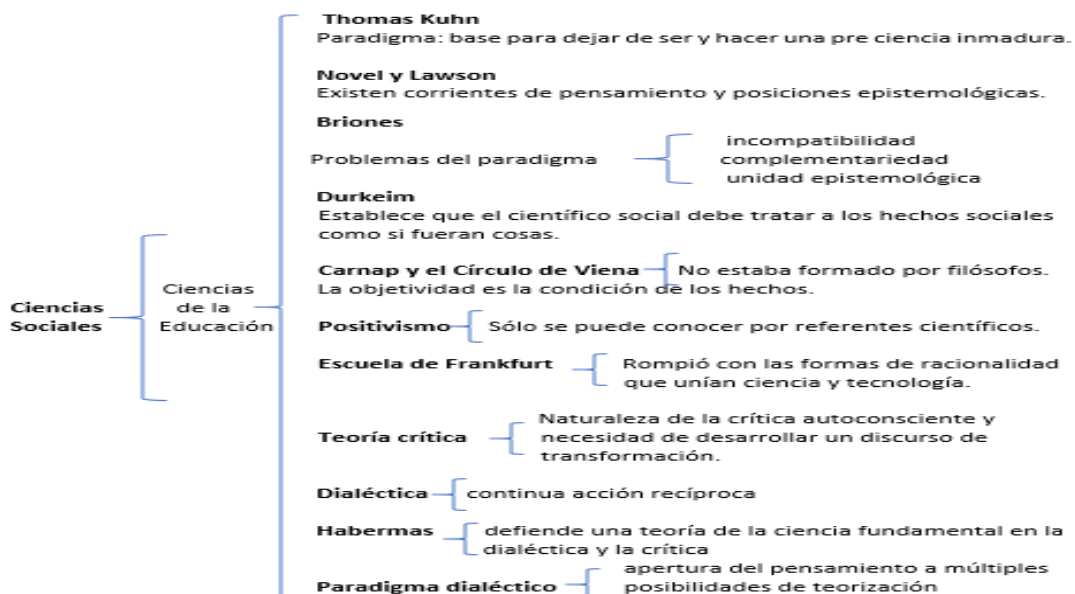 Thomas Kuhn
Paradigma: base para dejar de ser y hacer una pre ciencia inmadura.
Novel y Lawson
Existen corrientes de pensamiento y posiciones epistemológicas.
Briones
Problemas del paradigma
incompatibilidad
complementariedad
unidad epistemológica
Durkeim
Establece que el científico social debe tratar a los hechos sociales
como si fueran cosas.
Carnap y el Círculo de Viena
No estaba formado por filósofos.
La objetividad es la condición de los hechos.
Ciencias
Sociales
Ciencias
de la
Educación
Positivismo
Sólo se puede conocer por referentes científicos.
Escuela de Frankfurt
Rompió con las formas de racionalidad
que unían ciencia y tecnología.
Teoría crítica
Naturaleza de la crítica autoconsciente y
necesidad de desarrollar un discurso de
transformación.
Dialéctica
continua acción recíproca
Habermas
defiende una teoría de la ciencia fundamental en la
dialéctica y la crítica
Paradigma dialéctico
apertura del pensamiento a múltiples
posibilidades de teorización